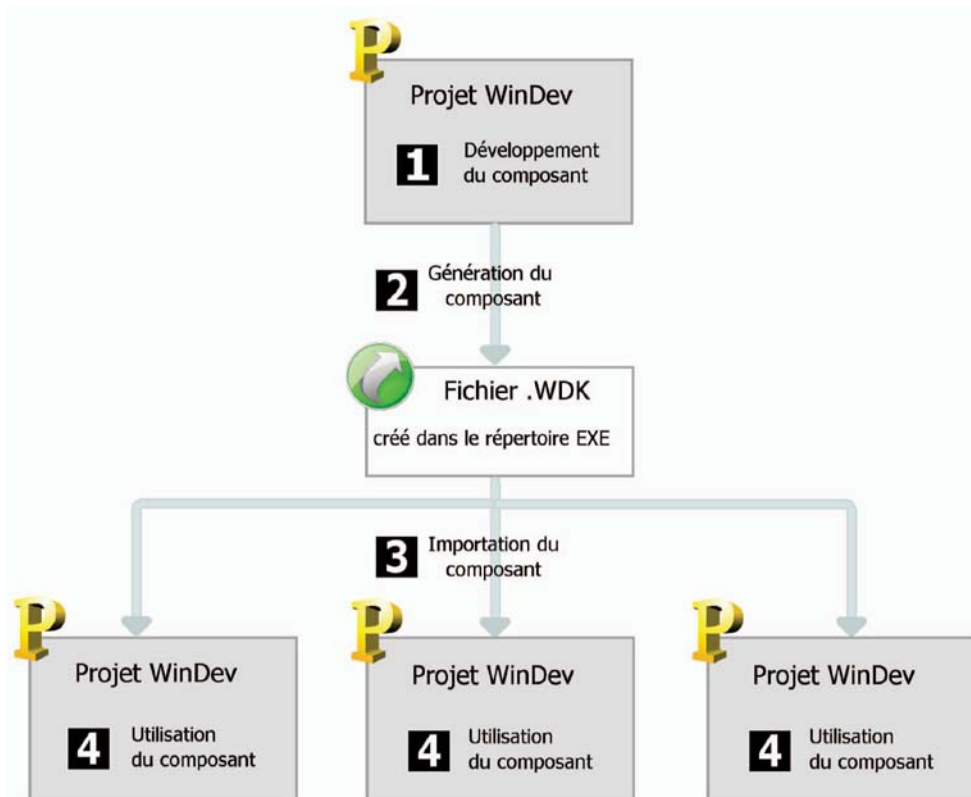 P
Projet WinDev
1 Développement
du composant
2 Génération du
composant
Fichier .WDK
créé dans le répertoire EXE
3 Importation du
composant
P
Projet WinDev
4 Utilisation
du composant
P
Projet WinDev
4 Utilisation
du composant
P
Projet WinDev
4 Utilisation
du composant